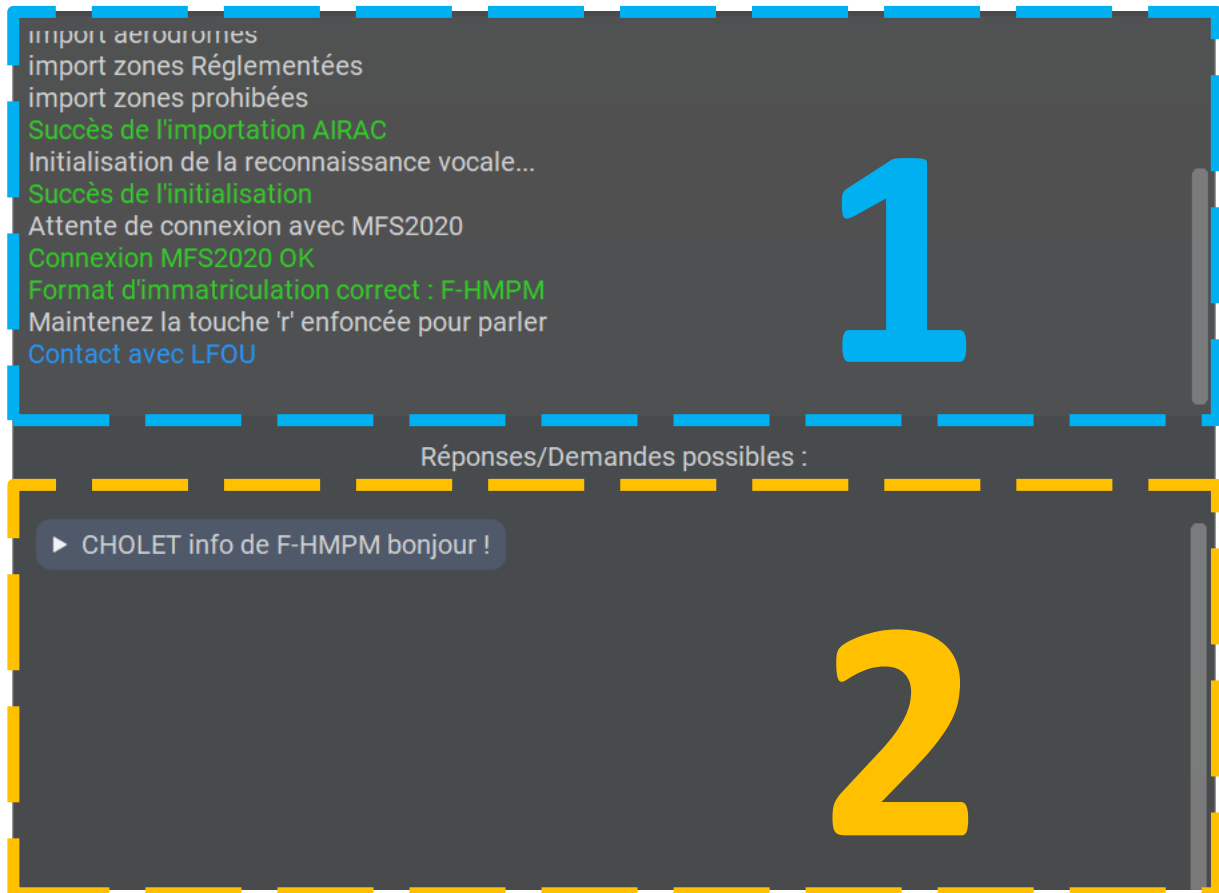 import aérodromes
import zones Réglementées
import zones prohibées
Succès de l'importation AIRAC
Initialisation de la reconnaissance vocale...
Succès de l'initialisation
Attente de connexion avec MFS2020
Connexion MFS2020 OK
Format d'immatriculation correct : F-HMPM
Maintenez la touche 'r' enfoncée pour parler
Contact avec LFOU
1
Réponses/Demandes possibles :
CHOLET info de F-HMPM bonjour !
2